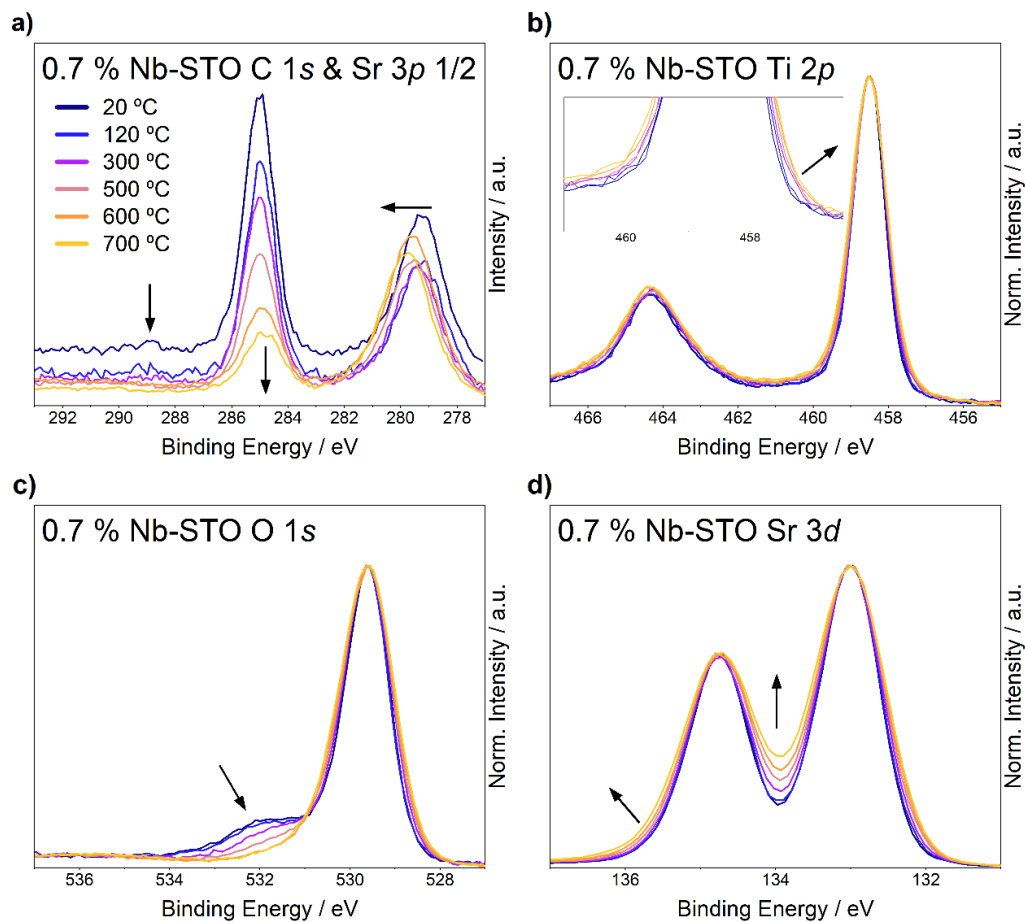 a)
0.7 % Nb-STO C 1s & Sr 3p 1/2
20 ºC
120 ºC
300 ºC
500 ºC
600 ºC
700 ºC
Intensity / a.u.
292 290 288 286 284 282 280 278
Binding Energy / eV
b)
0.7 % Nb-STO Ti 2p
460 458
Norm. Intensity / a.u.
466 464 462 460 458 456
Binding Energy / eV
c)
0.7 % Nb-STO O 1s
Norm. Intensity / a.u.
536 534 532 530 528
Binding Energy / eV
d)
0.7 % Nb-STO Sr 3d
Norm. Intensity / a.u.
136 134 132
Binding Energy / eV